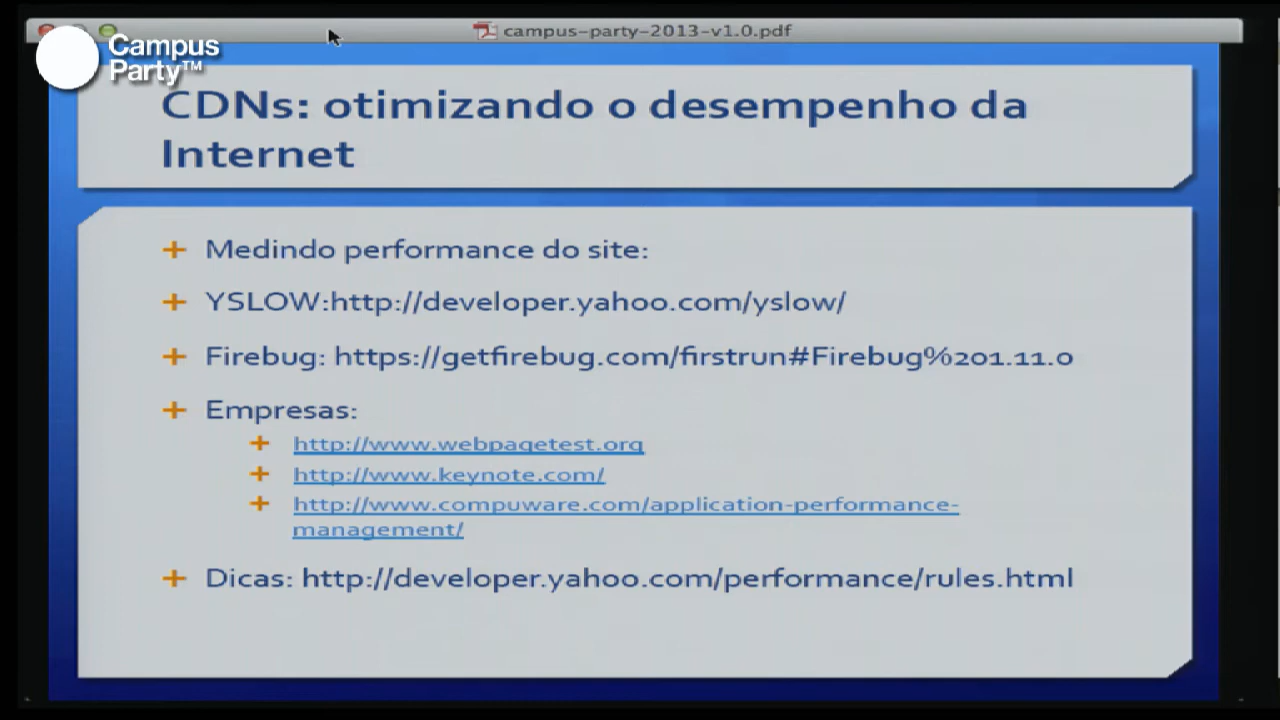 campus-party-2013-v1.0.pdf
Campus
Party™
CDNs: otimizando o desempenho da
Internet
Medindo performance do site:
YSLOW:http://developer.yahoo.com/yslow/
Firebug: https://getfirebug.com/firstrun#Firebug%201.11.0
Empresas:
http://www.webpagetest.org
http://www.keynote.com/
http://www.compuware.com/application-performance-
management/
Dicas: http://developer.yahoo.com/performance/rules.html